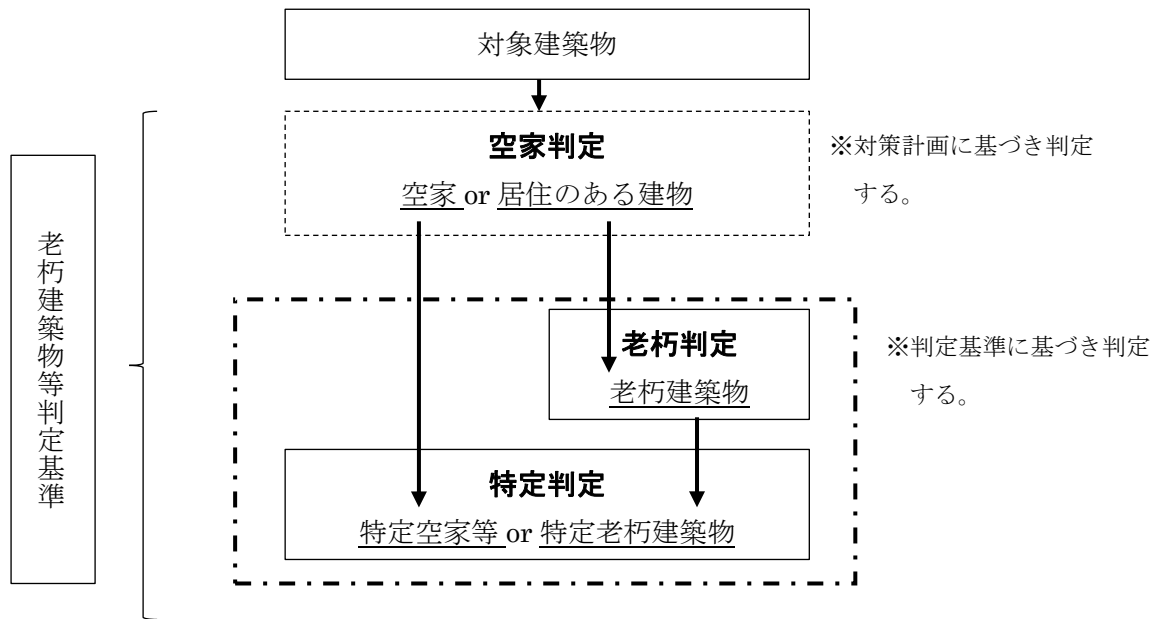 対象建築物
空家判定
空家 or 居住のある建物
※対策計画に基づき判定
する。
老朽建築物等判定基準
老朽判定
老朽建築物
※判定基準に基づき判定
する。
特定判定
特定空家等 or 特定老朽建築物